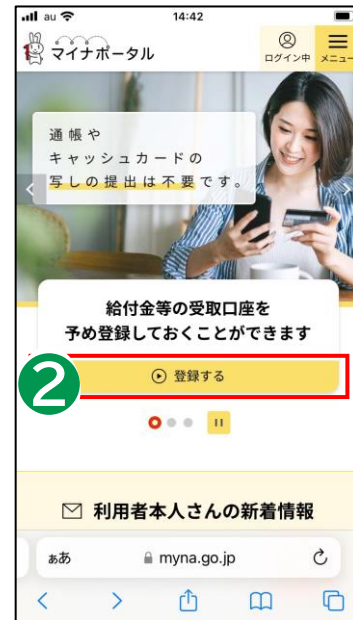 au
14:42
マイナポータル
ログイン中
メニュー
通帳や
キャッシュカードの
写しの提出は不要です。
給付金等の受取口座を
予め登録しておくことができます
登録する
2
利用者本人さんの新着情報
ぁあ
myna.go.jp